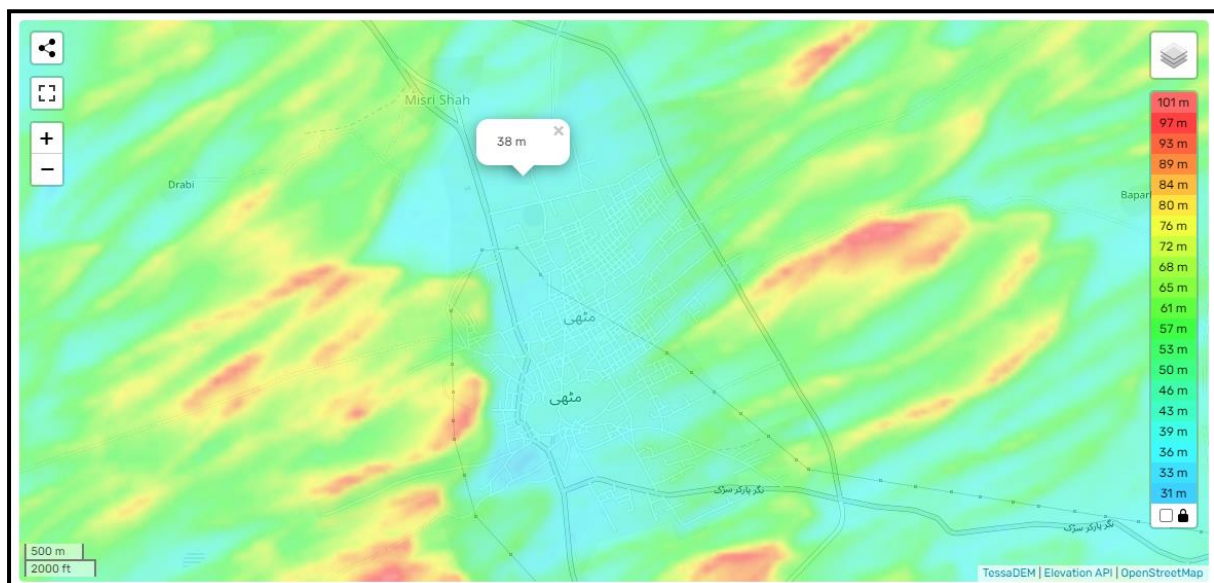 Misri Shah
38 m
×
Drabi
Bapari
مٹھی
مٹھی
نگر پارکر سڑک
نگر پارکر سڑک
+
−
101 m
97 m
93 m
89 m
84 m
80 m
76 m
72 m
68 m
65 m
61 m
57 m
53 m
50 m
46 m
43 m
39 m
36 m
33 m
31 m
500 m
2000 ft
TessaDEM | Elevation API | OpenStreetMap